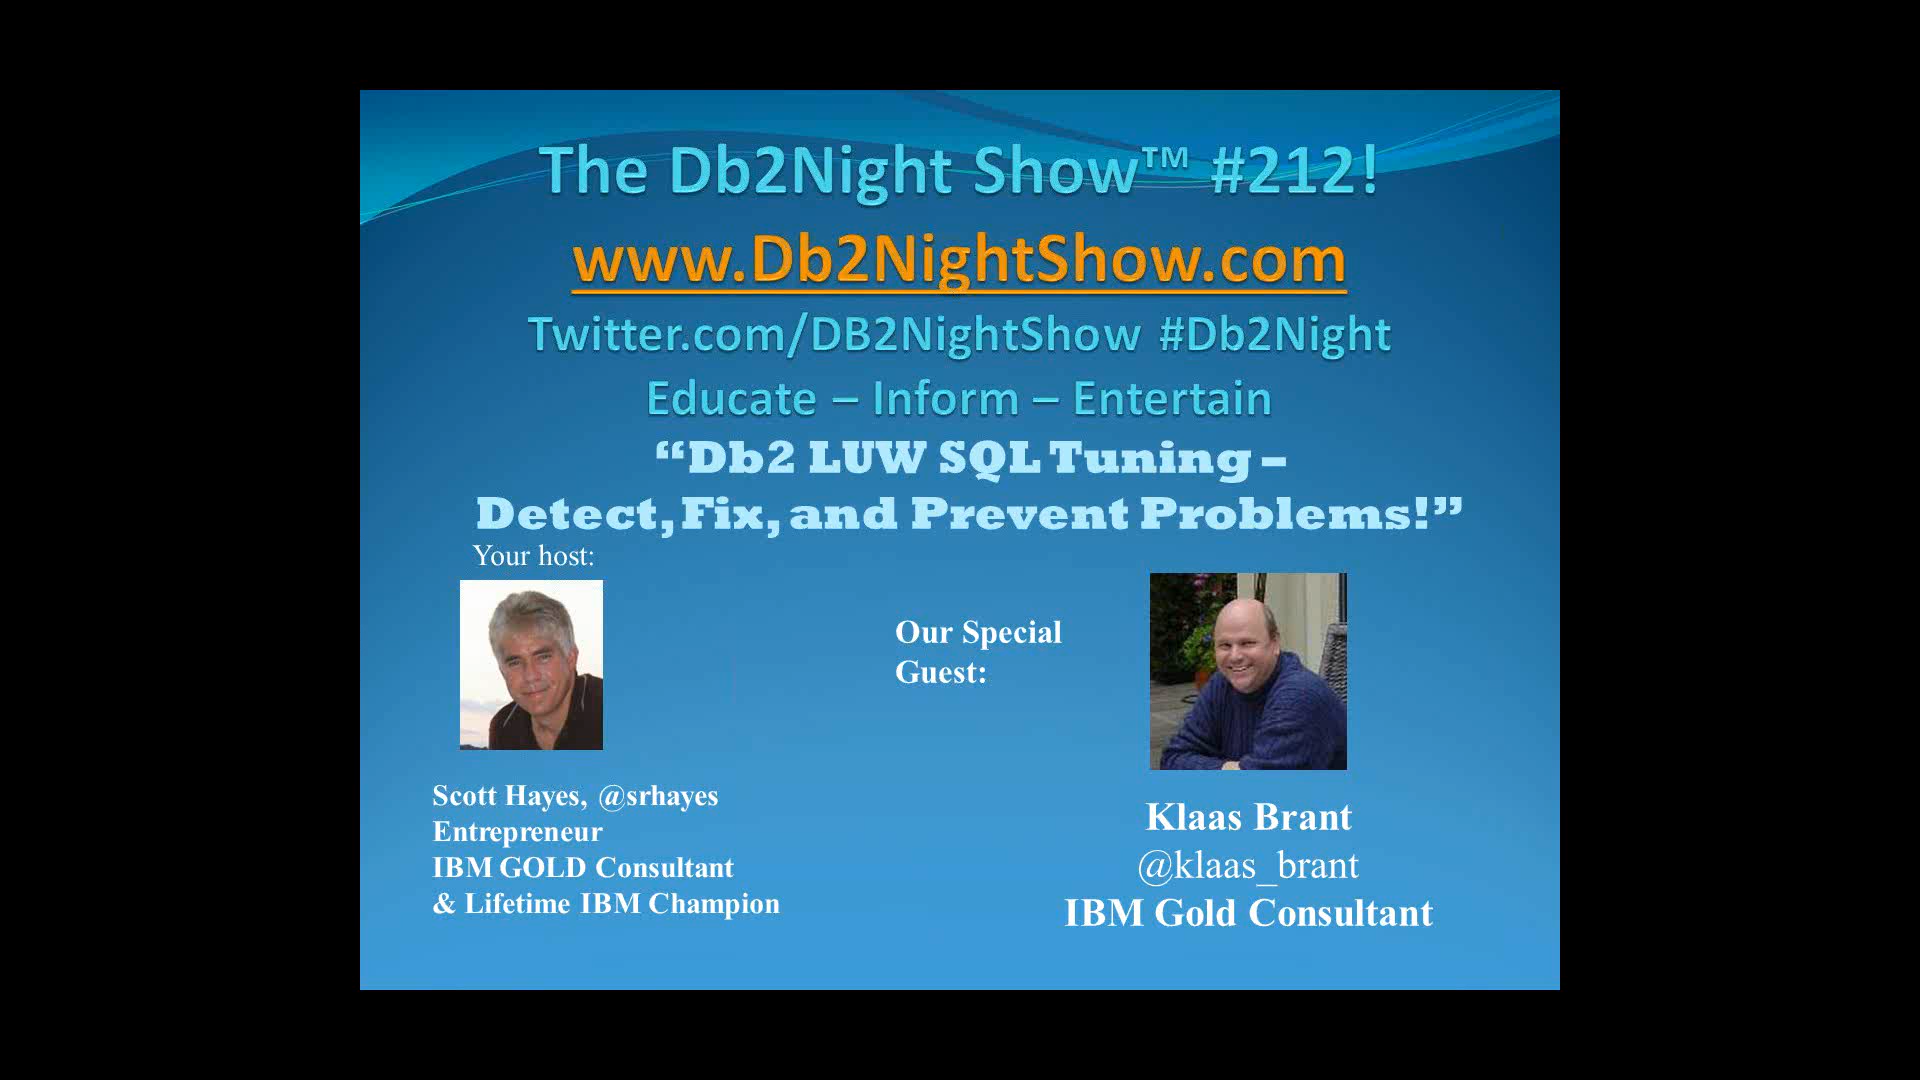 The Db2Night Show™ #212!
www.Db2NightShow.com
Twitter.com/DB2NightShow #Db2Night
Educate – Inform – Entertain
“Db2 LUW SQL Tuning –
Detect, Fix, and Prevent Problems!”
Your host:
Our Special
Guest:
Scott Hayes, @srhayes
Entrepreneur
IBM GOLD Consultant
& Lifetime IBM Champion
Klaas Brant
@klaas_brant
IBM Gold Consultant